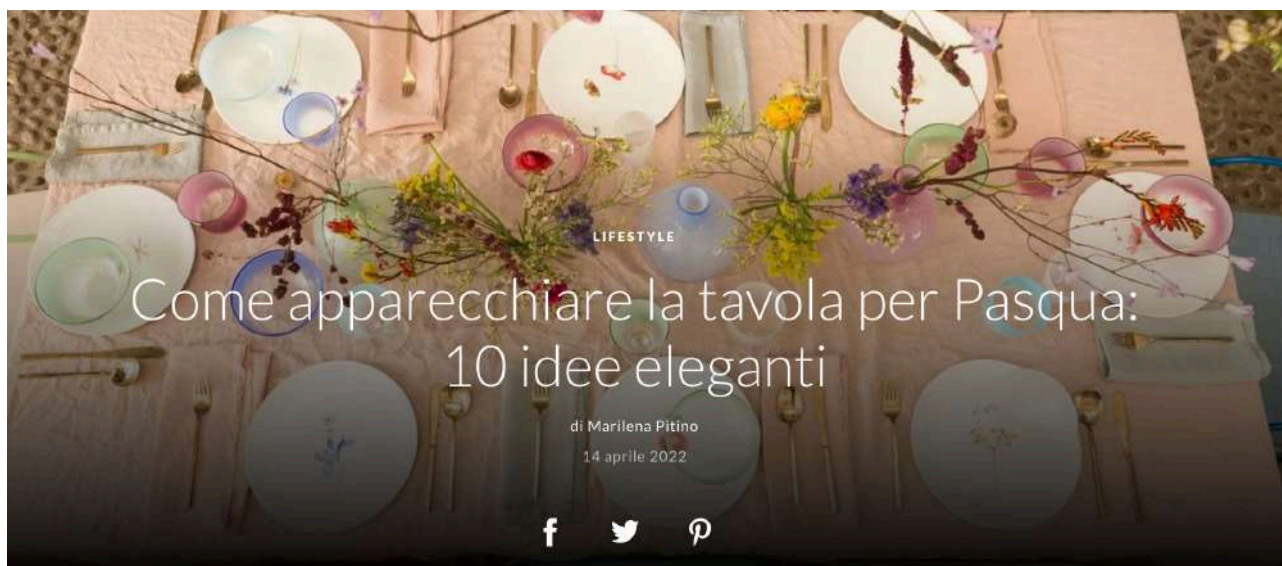 LIFESTYLE
Come apparecchiare la tavola per Pasqua:
10 idee eleganti
di Marilena Pitino
14 aprile 2022